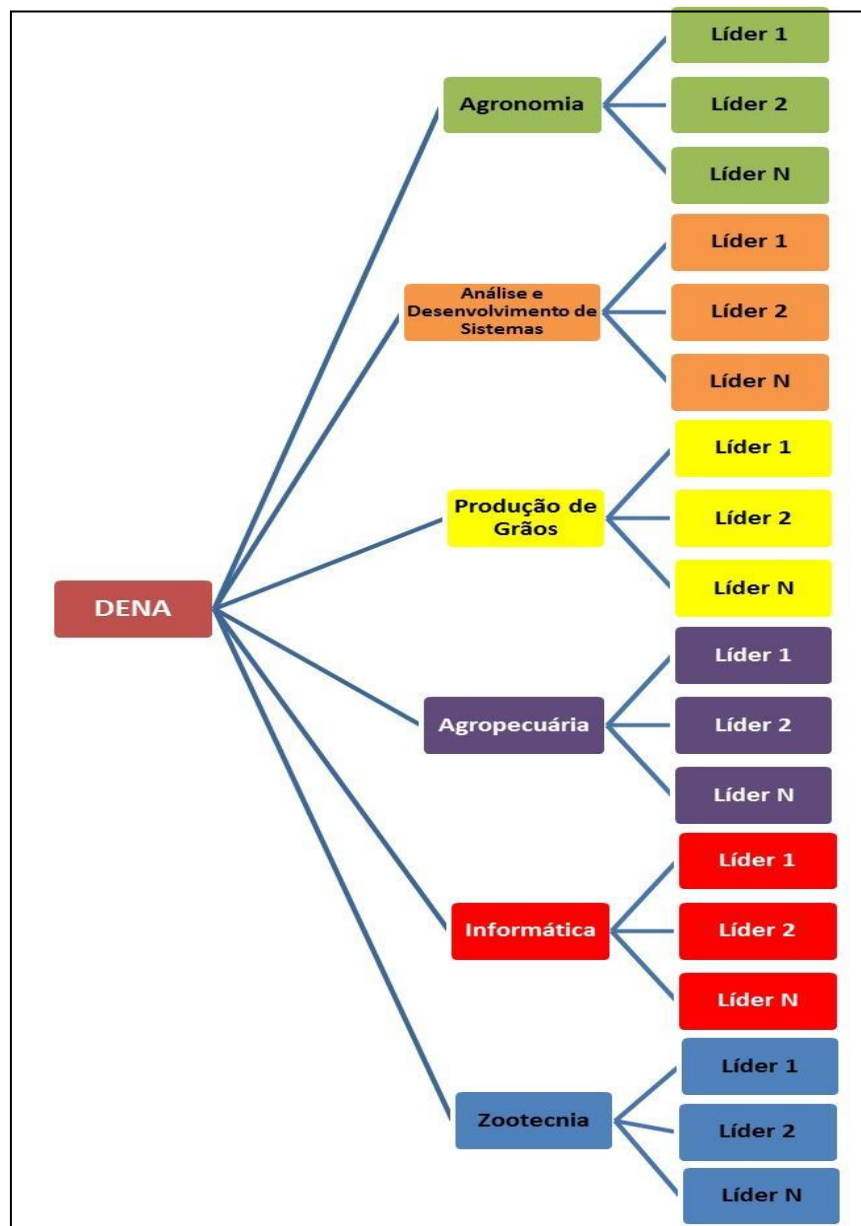 DENA
Agronomia
Líder 1
Líder 2
Líder N
Análise e
Desenvolvimento de
Sistemas
Líder 1
Líder 2
Líder N
Produção de
Grãos
Líder 1
Líder 2
Líder N
Agropecuária
Líder 1
Líder 2
Líder N
Informática
Líder 1
Líder 2
Líder N
Zootecnia
Líder 1
Líder 2
Líder N